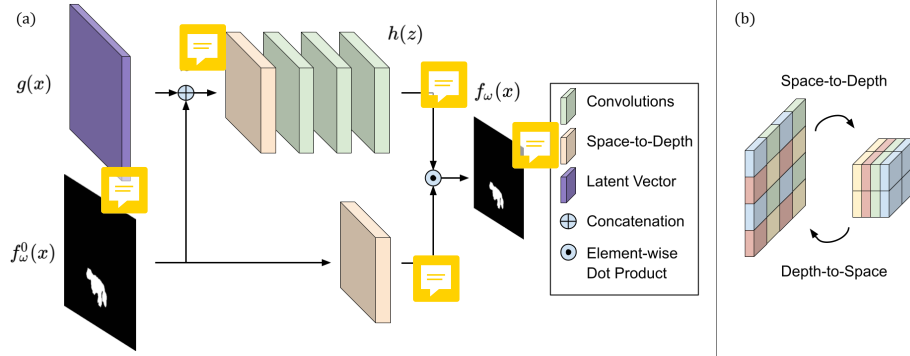 (a)
g(x)
h(z)
f_ω(x)
f_ω^0(x)
Convolutions
Space-to-Depth
Latent Vector
Concatenation
Element-wise
Dot Product
(b)
Space-to-Depth
Depth-to-Space